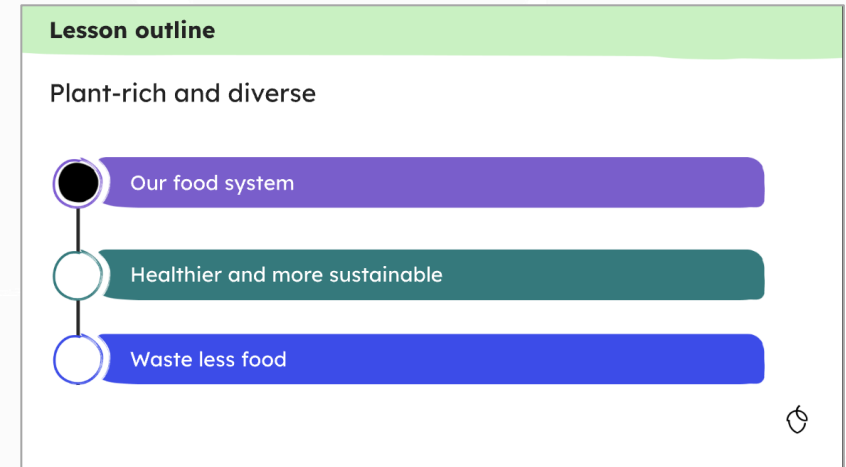 Lesson outline
Plant-rich and diverse
Our food system
Healthier and more sustainable
Waste less food